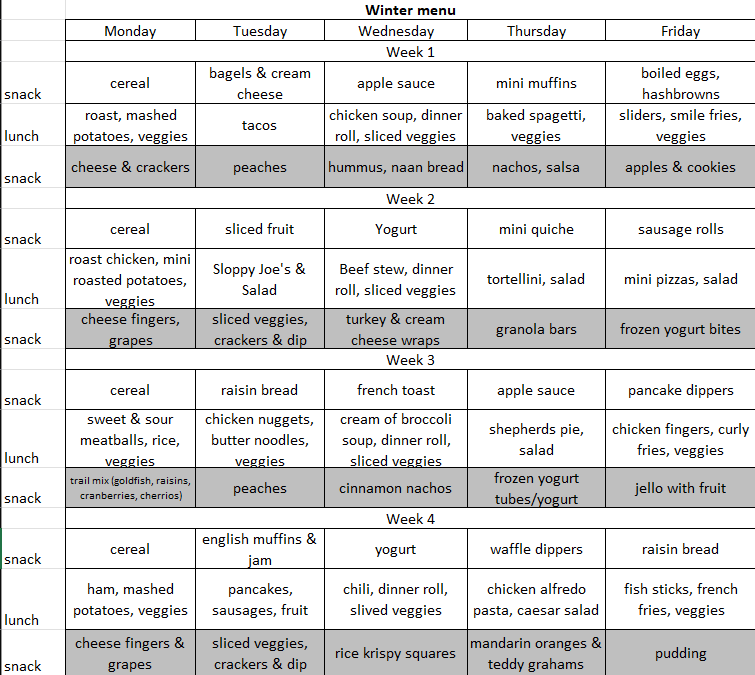 Winter menu
Monday Tuesday Wednesday Thursday Friday
Week 1
snack cereal bagels & cream cheese apple sauce mini muffins boiled eggs, hashbrowns
lunch roast, mashed potatoes, veggies tacos chicken soup, dinner roll, sliced veggies baked spagetti, veggies sliders, smile fries, veggies
snack cheese & crackers peaches hummus, naan bread nachos, salsa apples & cookies
Week 2
snack cereal sliced fruit Yogurt mini quiche sausage rolls
lunch roast chicken, mini roasted potatoes, veggies Sloppy Joe's & Salad Beef stew, dinner roll, sliced veggies tortellini, salad mini pizzas, salad
snack cheese fingers, grapes sliced veggies, crackers & dip turkey & cream cheese wraps granola bars frozen yogurt bites
Week 3
snack cereal raisin bread french toast apple sauce pancake dippers
lunch sweet & sour meatballs, rice, veggies chicken nuggets, butter noodles, veggies cream of broccoli soup, dinner roll, sliced veggies shepherds pie, salad chicken fingers, curly fries, veggies
snack trail mix (goldfish, raisins, cranberries, cherrios) peaches cinnamon nachos frozen yogurt tubes/yogurt jello with fruit
Week 4
snack cereal english muffins & jam yogurt waffle dippers raisin bread
lunch ham, mashed potatoes, veggies pancakes, sausages, fruit chili, dinner roll, slived veggies chicken alfredo pasta, caesar salad fish sticks, french fries, veggies
snack cheese fingers & grapes sliced veggies, crackers & dip rice krispy squares mandarin oranges & teddy grahams pudding